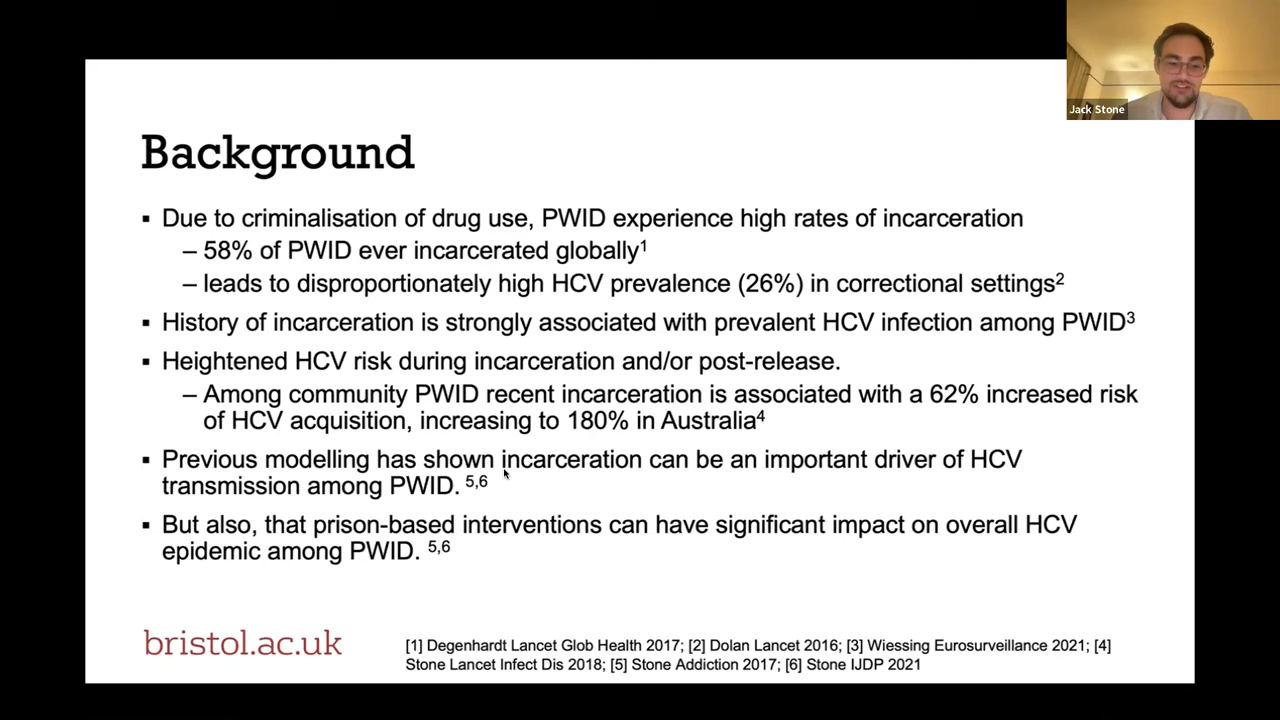 Jack Stone
Background
▪ Due to criminalisation of drug use, PWID experience high rates of incarceration
– 58% of PWID ever incarcerated globally1
– leads to disproportionately high HCV prevalence (26%) in correctional settings2
▪ History of incarceration is strongly associated with prevalent HCV infection among PWID3
▪ Heightened HCV risk during incarceration and/or post-release.
– Among community PWID recent incarceration is associated with a 62% increased risk
of HCV acquisition, increasing to 180% in Australia4
▪ Previous modelling has shown incarceration can be an important driver of HCV
transmission among PWID. 5,6
▪ But also, that prison-based interventions can have significant impact on overall HCV
epidemic among PWID. 5,6
bristol.ac.uk
[1] Degenhardt Lancet Glob Health 2017; [2] Dolan Lancet 2016; [3] Wiessing Eurosurveillance 2021; [4]
Stone Lancet Infect Dis 2018; [5] Stone Addiction 2017; [6] Stone IJDP 2021